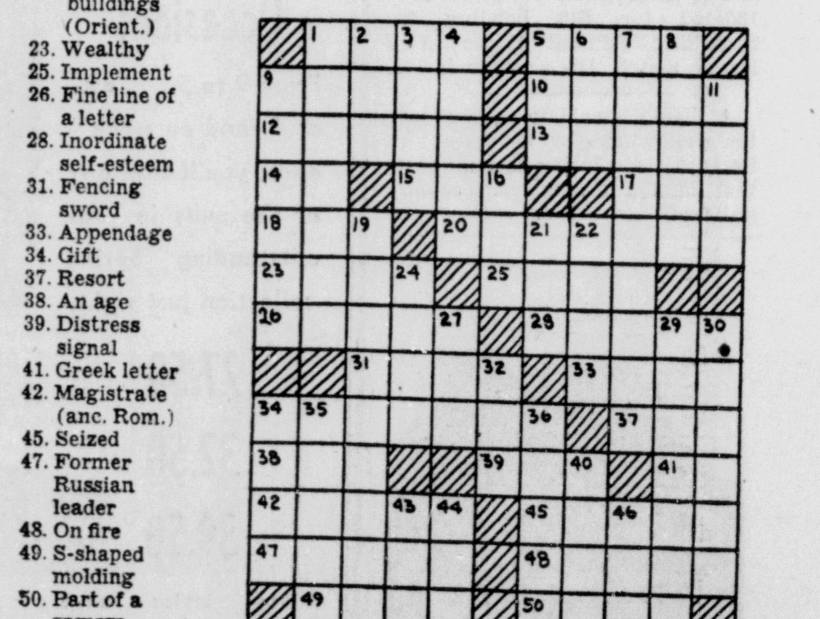 buildings
(Orient.)
23. Wealthy
25. Implement
26. Fine line of
a letter
28. Inordinate
self-esteem
31. Fencing
sword
33. Appendage
34. Gift
37. Resort
38. An age
39. Distress
signal
41. Greek letter
42. Magistrate
(anc. Rom.)
45. Seized
47. Former
Russian
leader
48. On fire
49. S-shaped
molding
50. Part of a
1 2 3 4 5 6 7 8
9 10 11
12 13
14 15 16 17
18 19 20 21 22
23 24 25
26 27 28 29 30
31 32 33
34 35 36 37
38 39 40 41
42 43 44 45 46
47 48
49 50